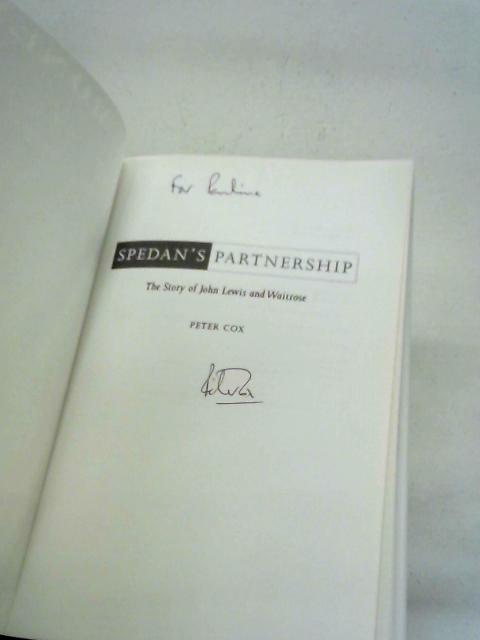 For Pauline
SPEDAN'S PARTNERSHIP
The Story of John Lewis and Waitrose
PETER COX